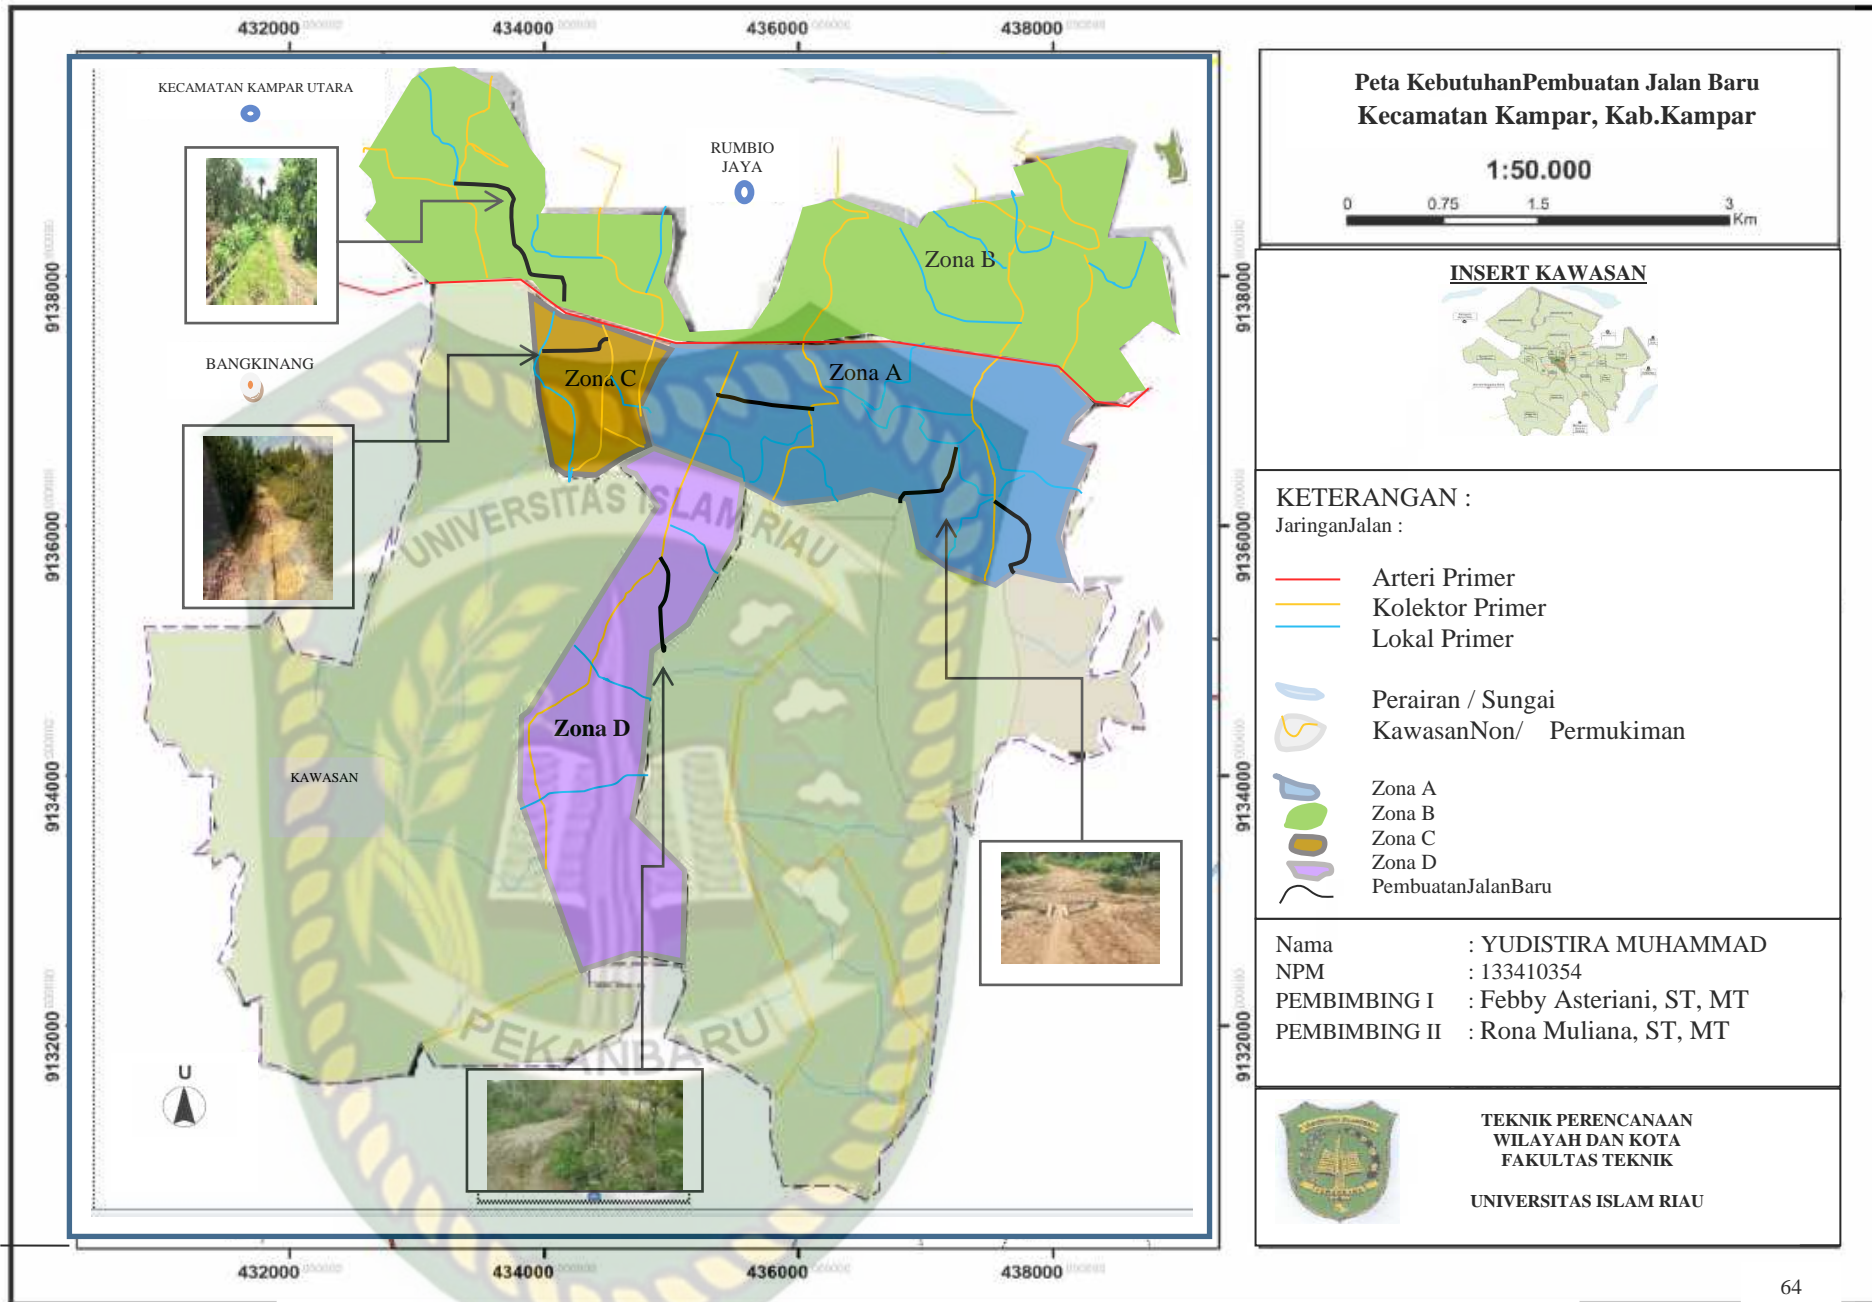 432000
434000
436000
438000
KECAMATAN KAMPAR UTARA
RUMBIO
JAYA
BANGKINANG
Zona B
Zona A
Zona C
Zona D
KAWASAN
UNIVERSITAS ISLAM RIAU
PEKANBARU
U
9138000
9136000
9134000
9132000
9138000
9136000
9134000
9132000
432000
434000
436000
438000
Peta KebutuhanPembuatan Jalan Baru
Kecamatan Kampar, Kab.Kampar
1:50.000
0 0.75 1.5 3
Km
INSERT KAWASAN
KETERANGAN :
JaringanJalan :
Arteri Primer
Kolektor Primer
Lokal Primer
Perairan / Sungai
KawasanNon/ Permukiman
Zona A
Zona B
Zona C
Zona D
PembuatanJalanBaru
Nama : YUDISTIRA MUHAMMAD
NPM : 133410354
PEMBIMBING I : Febby Asteriani, ST, MT
PEMBIMBING II : Rona Muliana, ST, MT
TEKNIK PERENCANAAN
WILAYAH DAN KOTA
FAKULTAS TEKNIK
UNIVERSITAS ISLAM RIAU
64